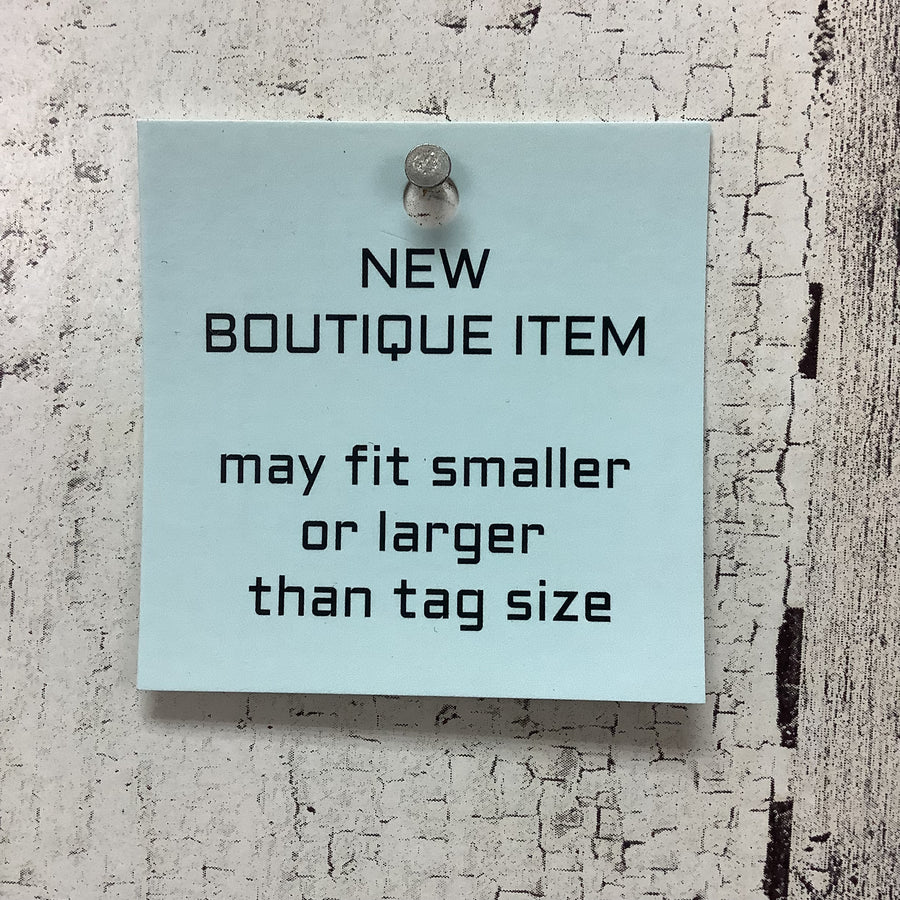 NEW
BOUTIQUE ITEM
may fit smaller
or larger
than tag size